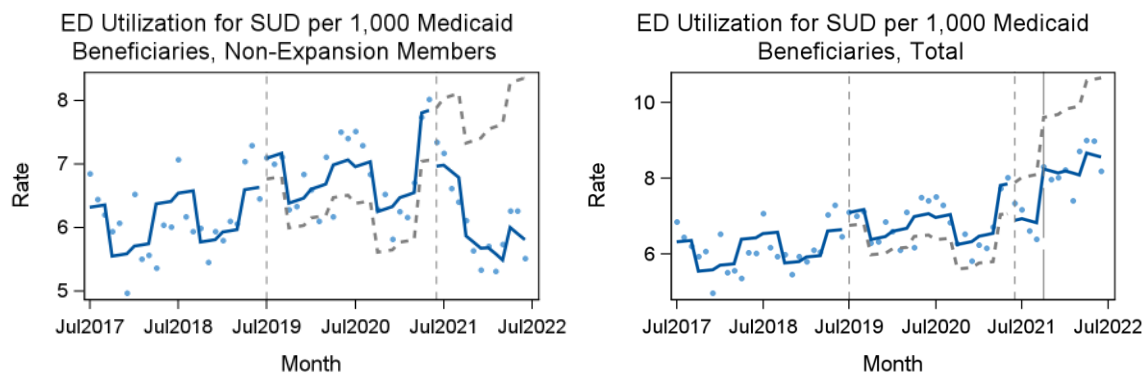 ED Utilization for SUD per 1,000 Medicaid
Beneficiaries, Non-Expansion Members
8
7
6
5
Rate
Jul2017
Jul2018
Jul2019
Jul2020
Jul2021
Jul2022
Month
ED Utilization for SUD per 1,000 Medicaid
Beneficiaries, Total
10
8
6
Rate
Jul2017
Jul2018
Jul2019
Jul2020
Jul2021
Jul2022
Month